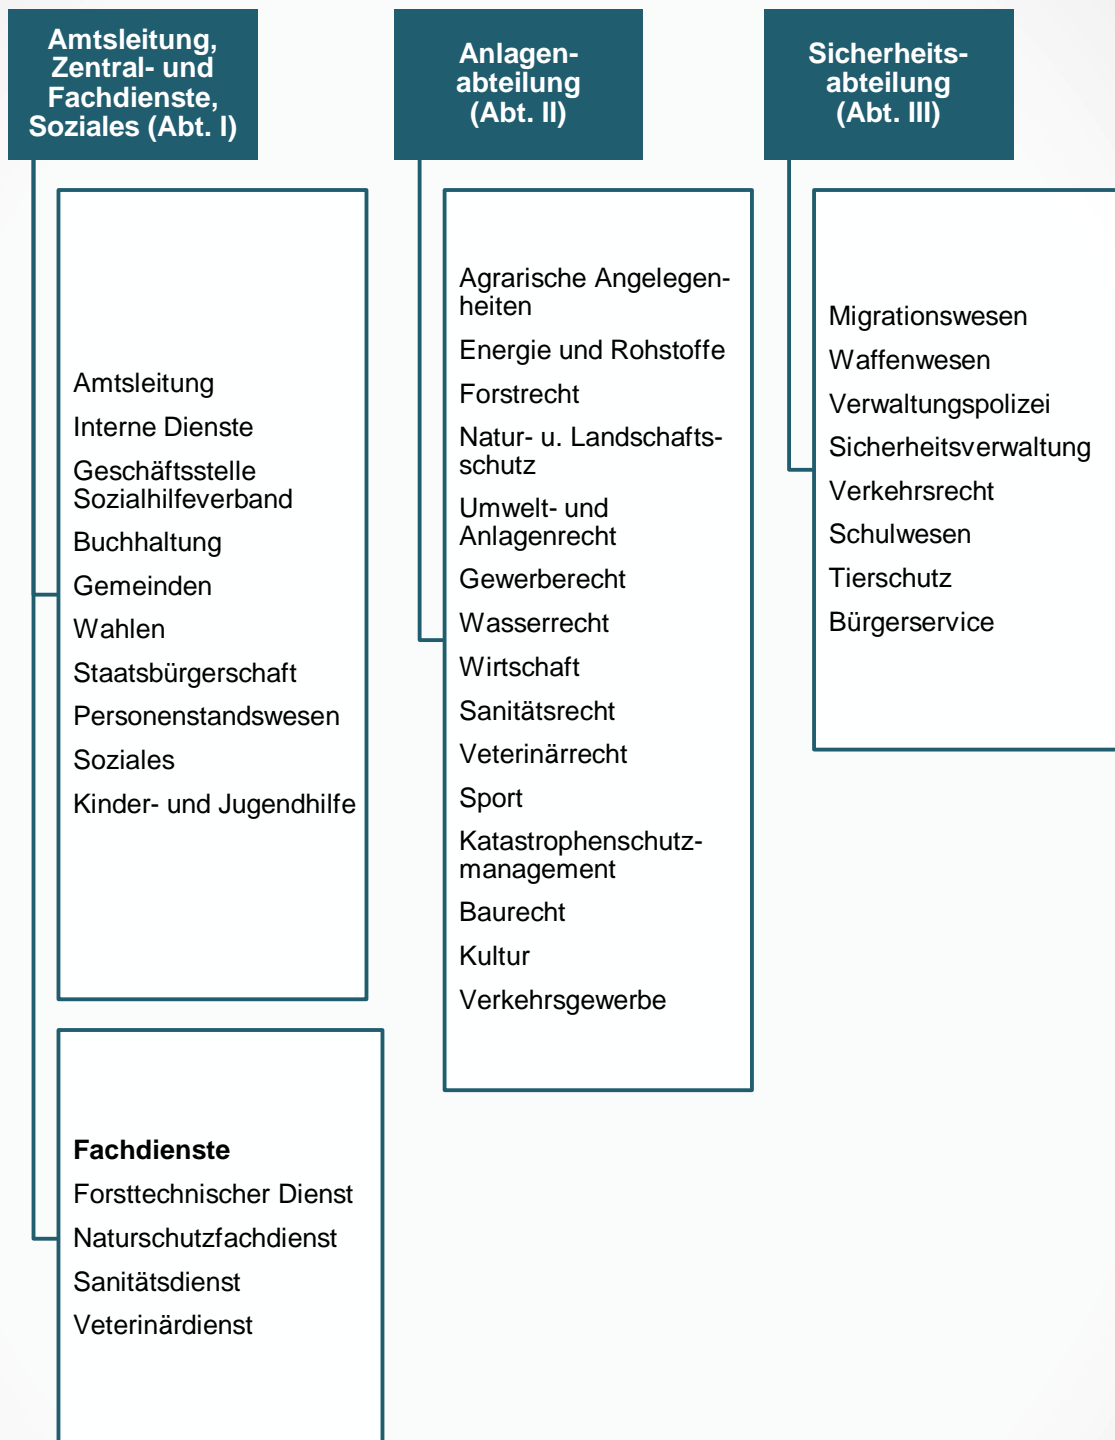 Amtsleitung,
Zentral- und
Fachdienste,
Soziales (Abt. I)
Amtsleitung
Interne Dienste
Geschäftsstelle
Sozialhilfeverband
Buchhaltung
Gemeinden
Wahlen
Staatsbürgerschaft
Personenstandswesen
Soziales
Kinder- und Jugendhilfe
Fachdienste
Forsttechnischer Dienst
Naturschutzfachdienst
Sanitätsdienst
Veterinärdienst
Anlagen-
abteilung
(Abt. II)
Agrarische Angelegen-
heiten
Energie und Rohstoffe
Forstrecht
Natur- u. Landschafts-
schutz
Umwelt- und
Anlagenrecht
Gewerberecht
Wasserrecht
Wirtschaft
Sanitätsrecht
Veterinärrecht
Sport
Katastrophenschutz-
management
Baurecht
Kultur
Verkehrsgewerbe
Sicherheits-
abteilung
(Abt. III)
Migrationswesen
Waffenwesen
Verwaltungspolizei
Sicherheitsverwaltung
Verkehrsrecht
Schulwesen
Tierschutz
Bürgerservice